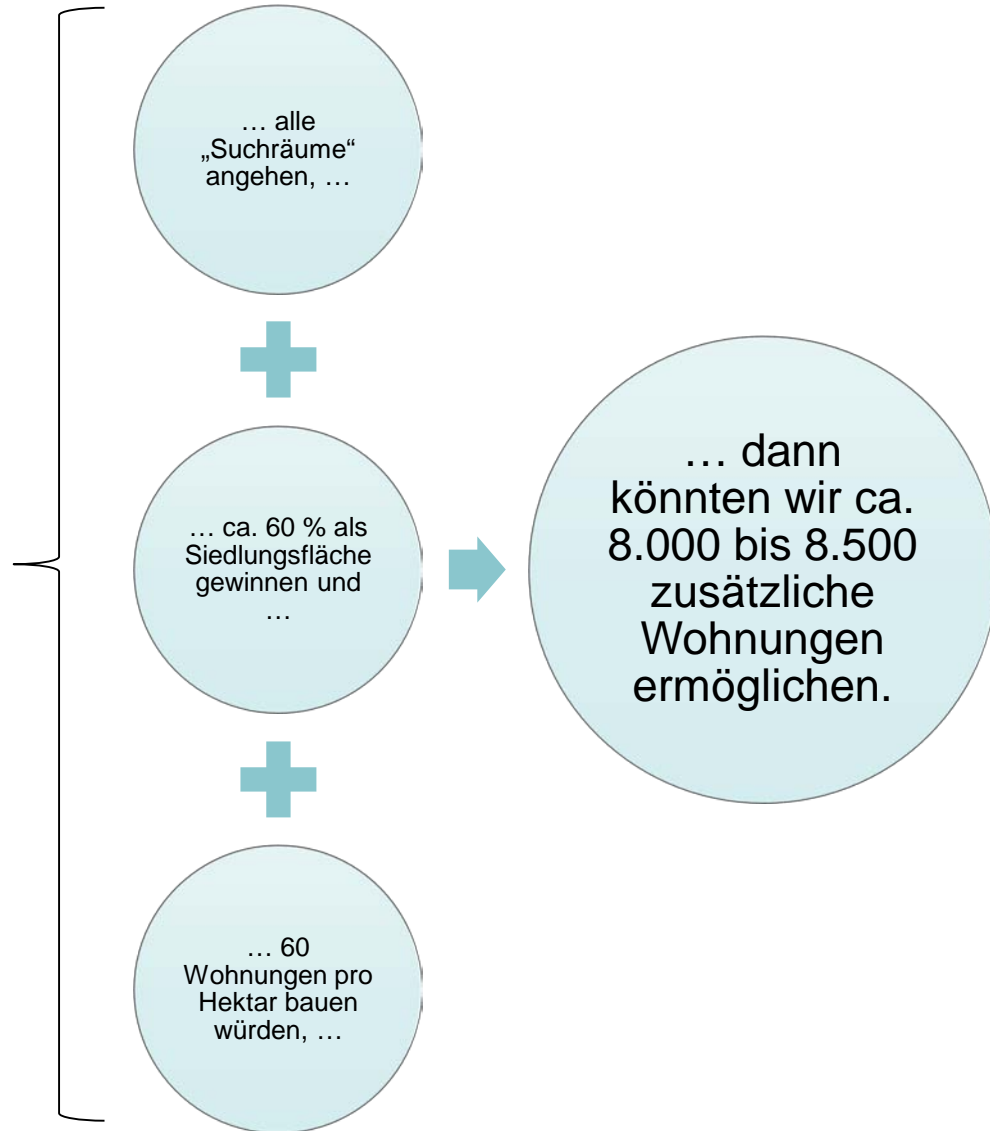 … alle
„Suchräume“
angehen, …
… ca. 60 % als
Siedlungsfläche
gewinnen und
…
… 60
Wohnungen pro
Hektar bauen
würden, …
… dann
könnten wir ca.
8.000 bis 8.500
zusätzliche
Wohnungen
ermöglichen.